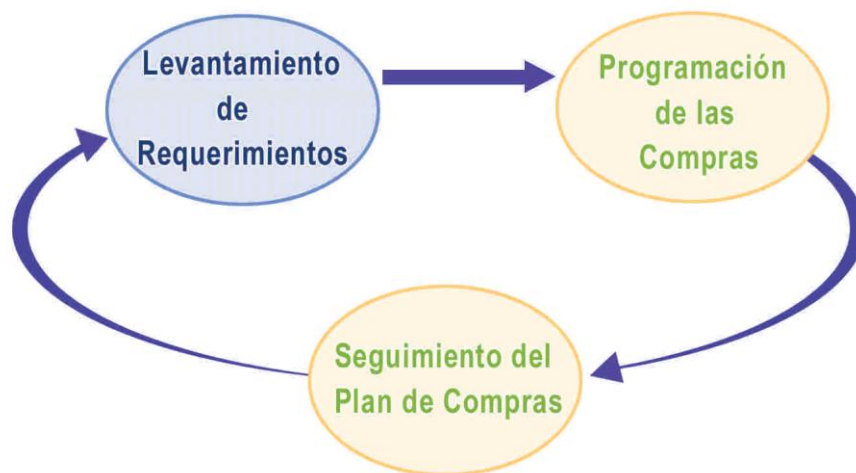 Levantamiento
de
Requerimientos
Programación
de las
Compras
Seguimiento del
Plan de Compras